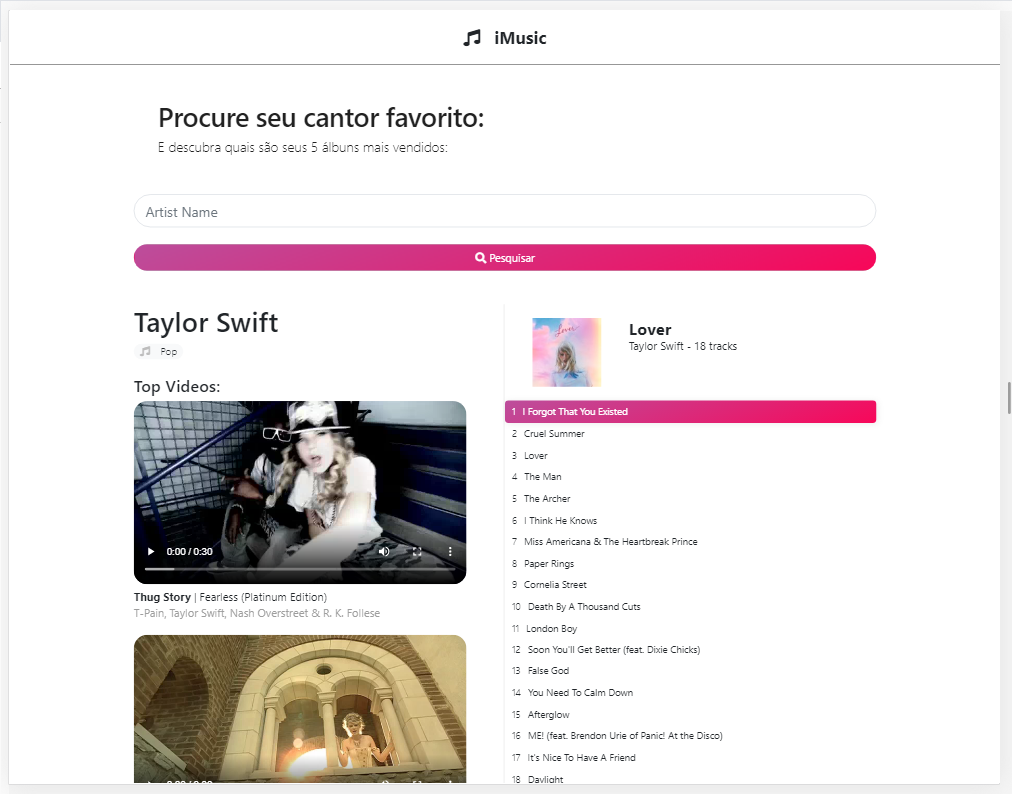 iMusic
Procure seu cantor favorito:
E descubra quais são seus 5 álbuns mais vendidos:
Artist Name
Pesquisar
Taylor Swift
Pop
Top Videos:
0:00 / 0:30
Thug Story | Fearless (Platinum Edition)
T-Pain, Taylor Swift, Nash Overstreet & R. K. Follese
0:00 / 0:30
Lover
Lover
Taylor Swift - 18 tracks
1 I Forgot That You Existed
2 Cruel Summer
3 Lover
4 The Man
5 The Archer
6 I Think He Knows
7 Miss Americana & The Heartbreak Prince
8 Paper Rings
9 Cornelia Street
10 Death By A Thousand Cuts
11 London Boy
12 Soon You'll Get Better (feat. Dixie Chicks)
13 False God
14 You Need To Calm Down
15 Afterglow
16 ME! (feat. Brendon Urie of Panic! At the Disco)
17 It's Nice To Have A Friend
18 Daylight